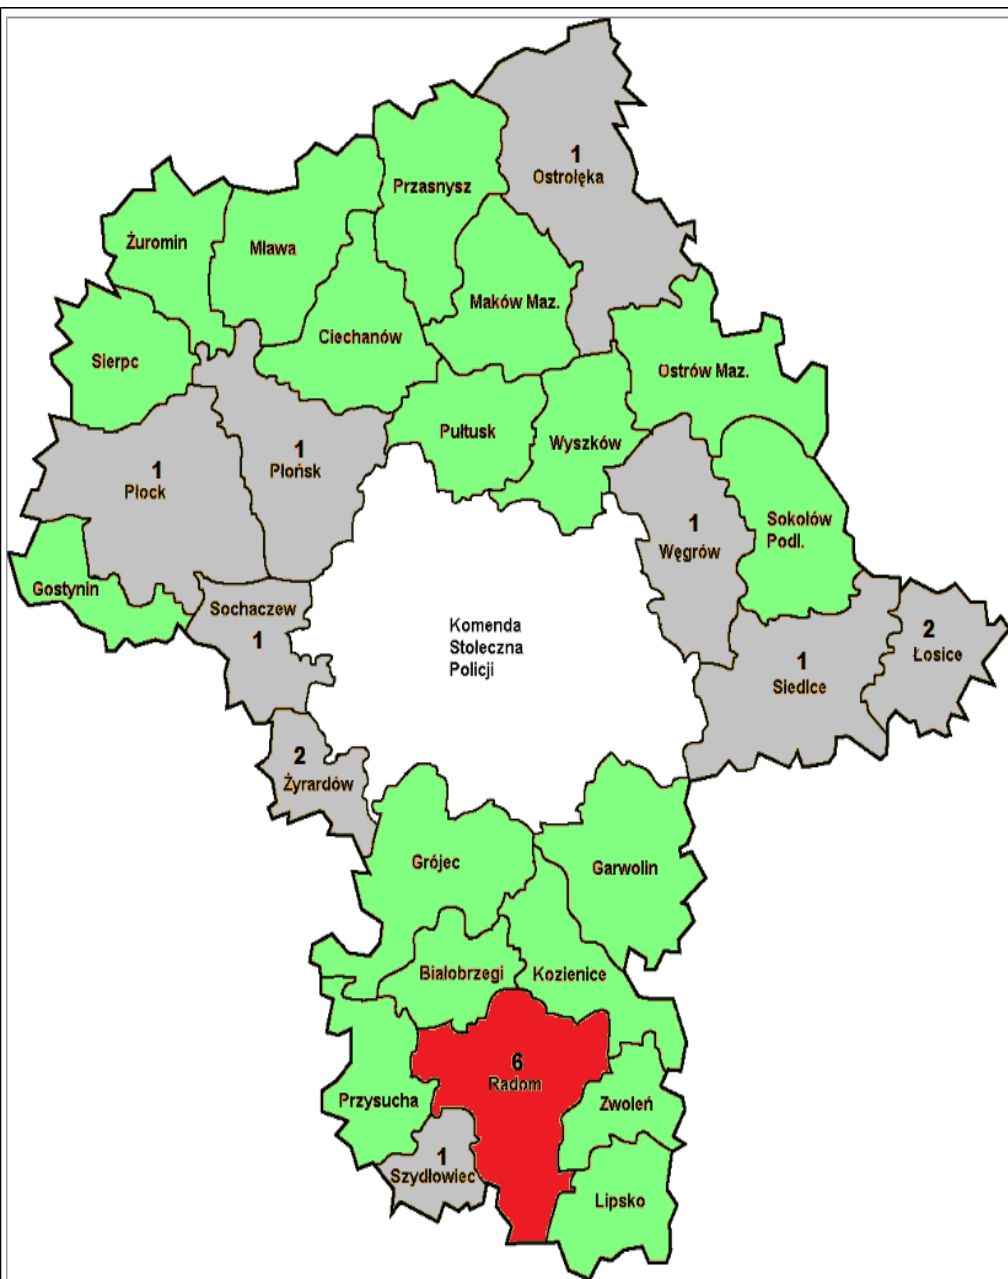 1
Ostrołęka
Przasnysz
Żuromin
Mława
Maków Maz.
Ciechanów
Sierpc
Ostrów Maz.
Pułtusk
Wyszków
1
Płońsk
1
Płock
1
Węgrów
Sokołów
Podl.
Gostynin
Sochaczew
1
Komenda
Stołeczna
Policji
2
Łosice
1
Siedlce
2
Żyrardów
Grójec
Garwolin
Białobrzegi
Kozienice
6
Radom
Przysucha
Zwoleń
1
Szydłowiec
Lipsko